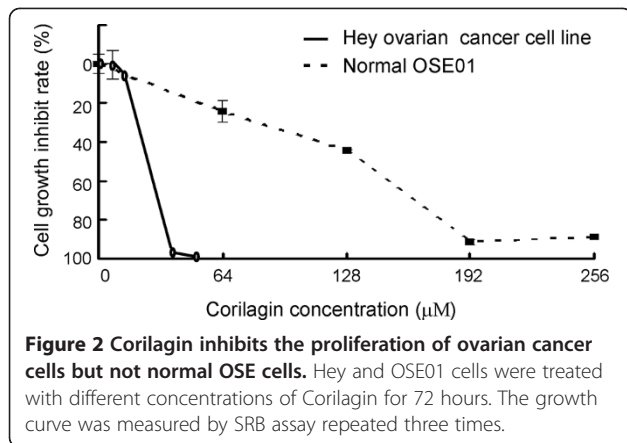 Hey ovarian cancer cell line
Normal OSE01
Cell growth inhibit rate (%)
0
20
40
60
80
100
0
64
128
192
256
Corilagin concentration (μM)
Figure 2 Corilagin inhibits the proliferation of ovarian cancer
cells but not normal OSE cells. Hey and OSE01 cells were treated
with different concentrations of Corilagin for 72 hours. The growth
curve was measured by SRB assay repeated three times.